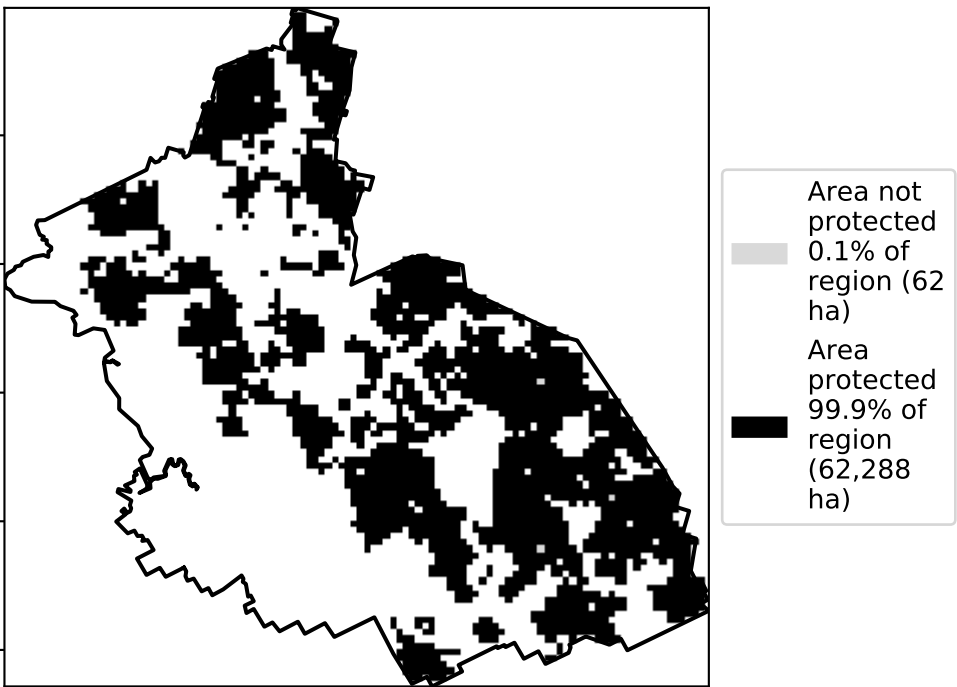 Area not
protected
0.1% of
region (62
ha)
Area
protected
99.9% of
region
(62,288
ha)